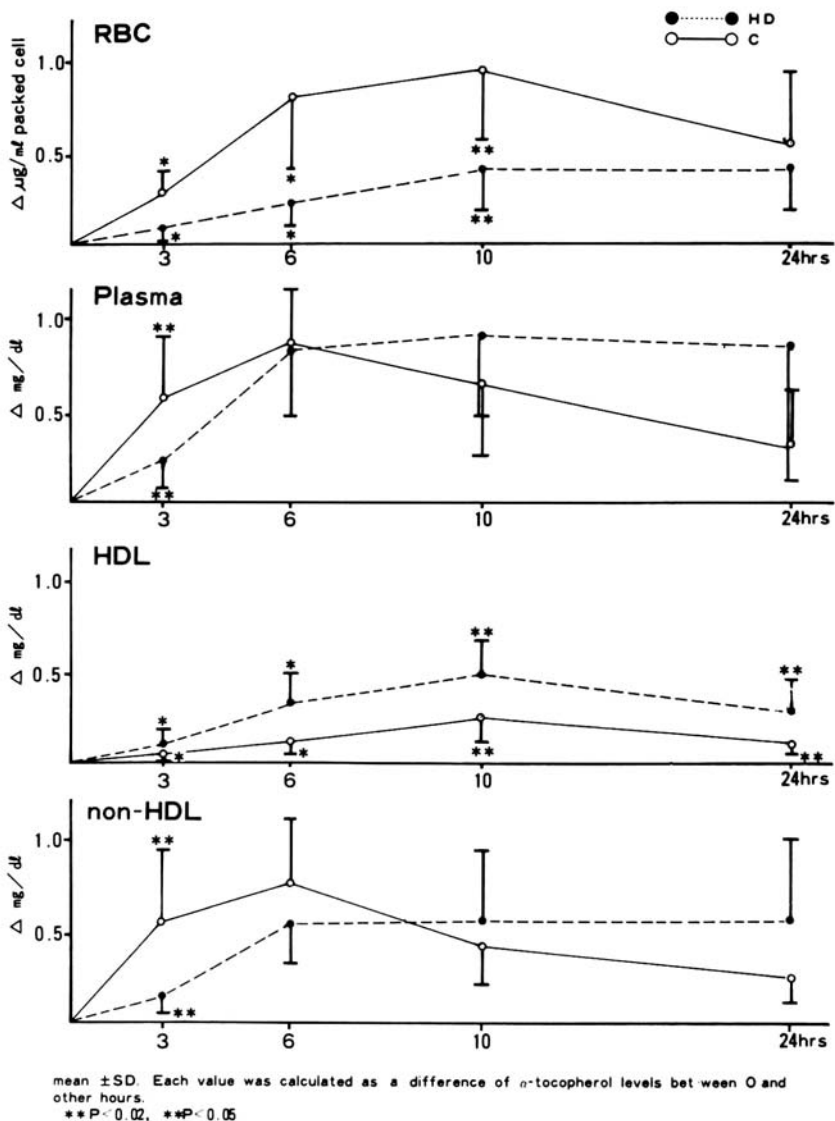 RBC
HD
C
Δ µg/ml packed cell
1.0
0.5
*
*
**
*
*
**
3
6
10
24hrs
Plasma
Δ mg/dl
1.0
0.5
**
**
3
6
10
24hrs
HDL
Δ mg/dl
1.0
0.5
*
*
**
**
*
*
**
**
3
6
10
24hrs
non-HDL
Δ mg/dl
1.0
0.5
**
**
3
6
10
24hrs
mean ±SD. Each value was calculated as a difference of α-tocopherol levels bet ween 0 and
other hours.
**P<0.02, **P<0.05